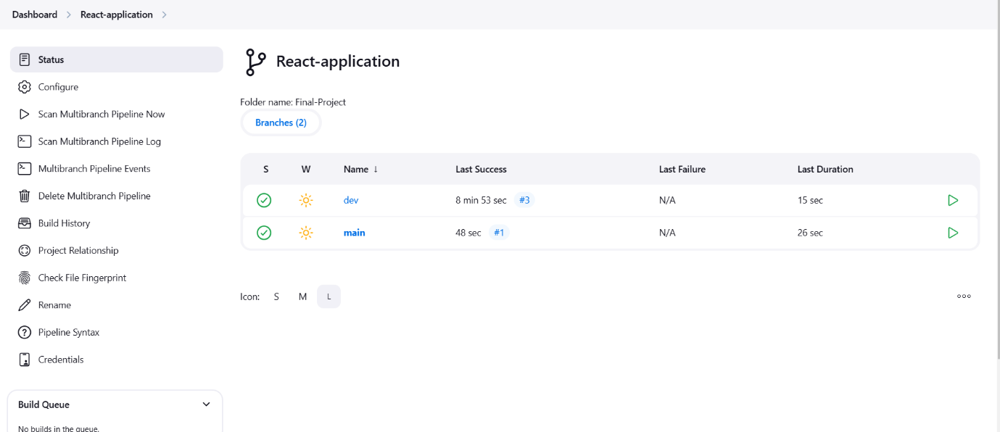 Dashboard > React-application >
Status
Configure
Scan Multibranch Pipeline Now
Scan Multibranch Pipeline Log
Multibranch Pipeline Events
Delete Multibranch Pipeline
Build History
Project Relationship
Check File Fingerprint
Rename
Pipeline Syntax
Credentials
Build Queue
No builds in the queue.
React-application
Folder name: Final-Project
Branches (2)
S W Name ↓ Last Success Last Failure Last Duration
dev 8 min 53 sec #3 N/A 15 sec
main 48 sec #1 N/A 26 sec
Icon: S M L